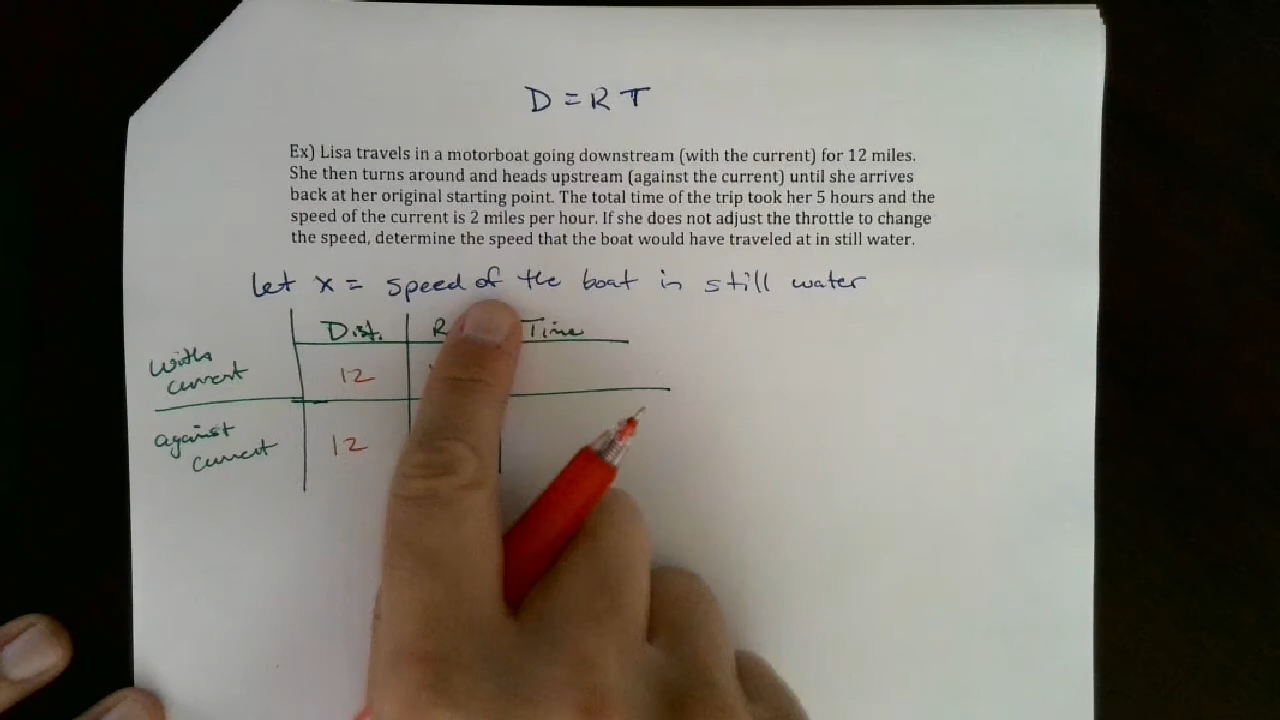 D = R T
Ex) Lisa travels in a motorboat going downstream (with the current) for 12 miles.
She then turns around and heads upstream (against the current) until she arrives
back at her original starting point. The total time of the trip took her 5 hours and the
speed of the current is 2 miles per hour. If she does not adjust the throttle to change
the speed, determine the speed that the boat would have traveled at in still water.
Let x = speed of the boat in still water
Dist. R Time
with current 12
against current 12